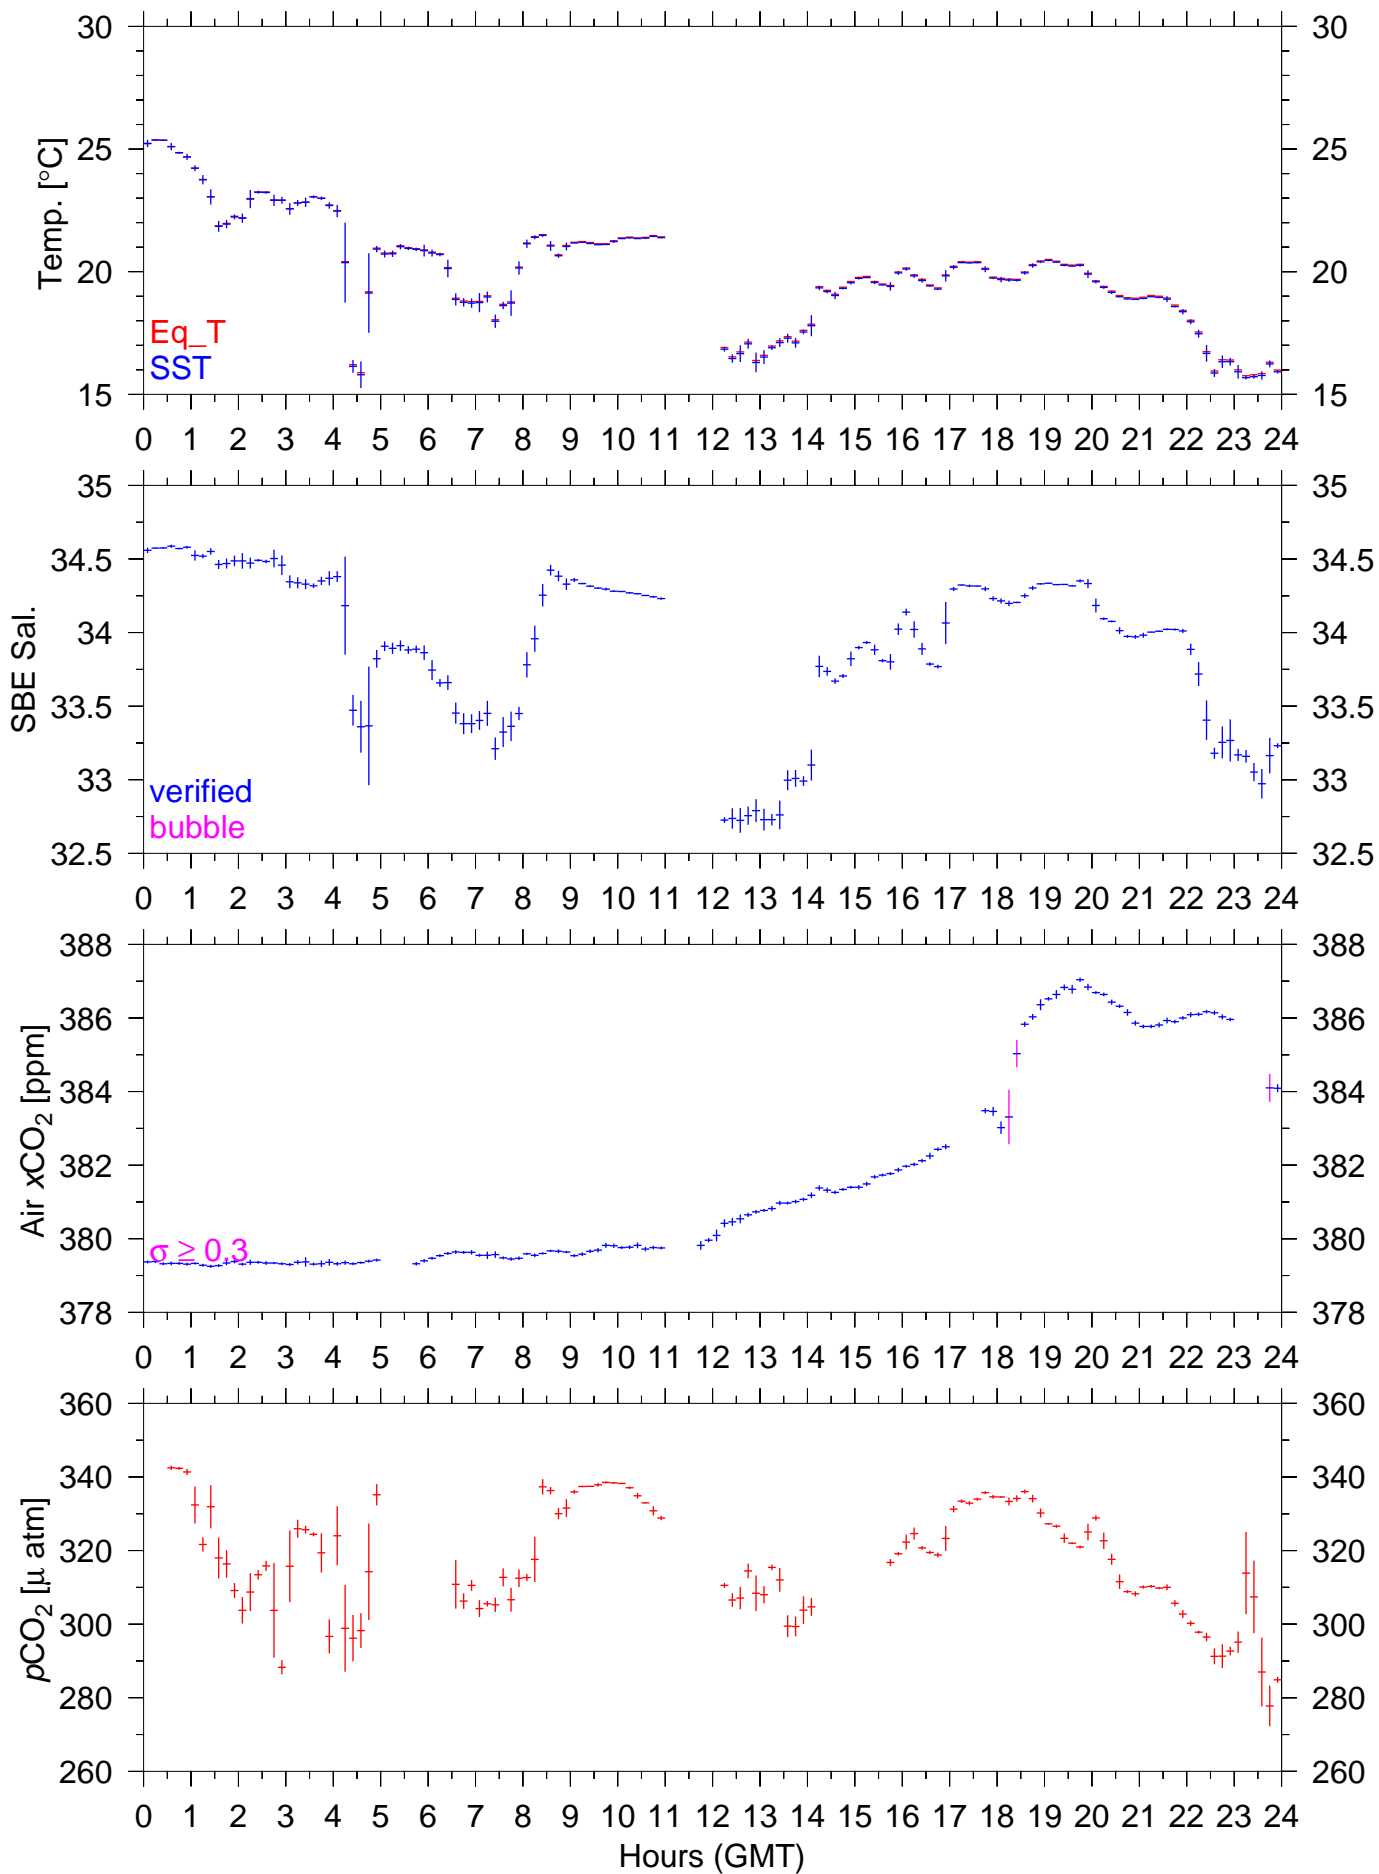 30 30
25 25
20 20
15 15
Temp. [°C]
Eq_T
SST
0 1 2 3 4 5 6 7 8 9 10 11 12 13 14 15 16 17 18 19 20 21 22 23 24
35 35
34.5 34.5
34 34
33.5 33.5
33 33
32.5 32.5
SBE Sal.
verified
bubble
0 1 2 3 4 5 6 7 8 9 10 11 12 13 14 15 16 17 18 19 20 21 22 23 24
388 388
386 386
384 384
382 382
380 380
378 378
Air xCO₂ [ppm]
σ ≥ 0.3
0 1 2 3 4 5 6 7 8 9 10 11 12 13 14 15 16 17 18 19 20 21 22 23 24
360 360
340 340
320 320
300 300
280 280
260 260
pCO₂ [µ atm]
0 1 2 3 4 5 6 7 8 9 10 11 12 13 14 15 16 17 18 19 20 21 22 23 24
Hours (GMT)